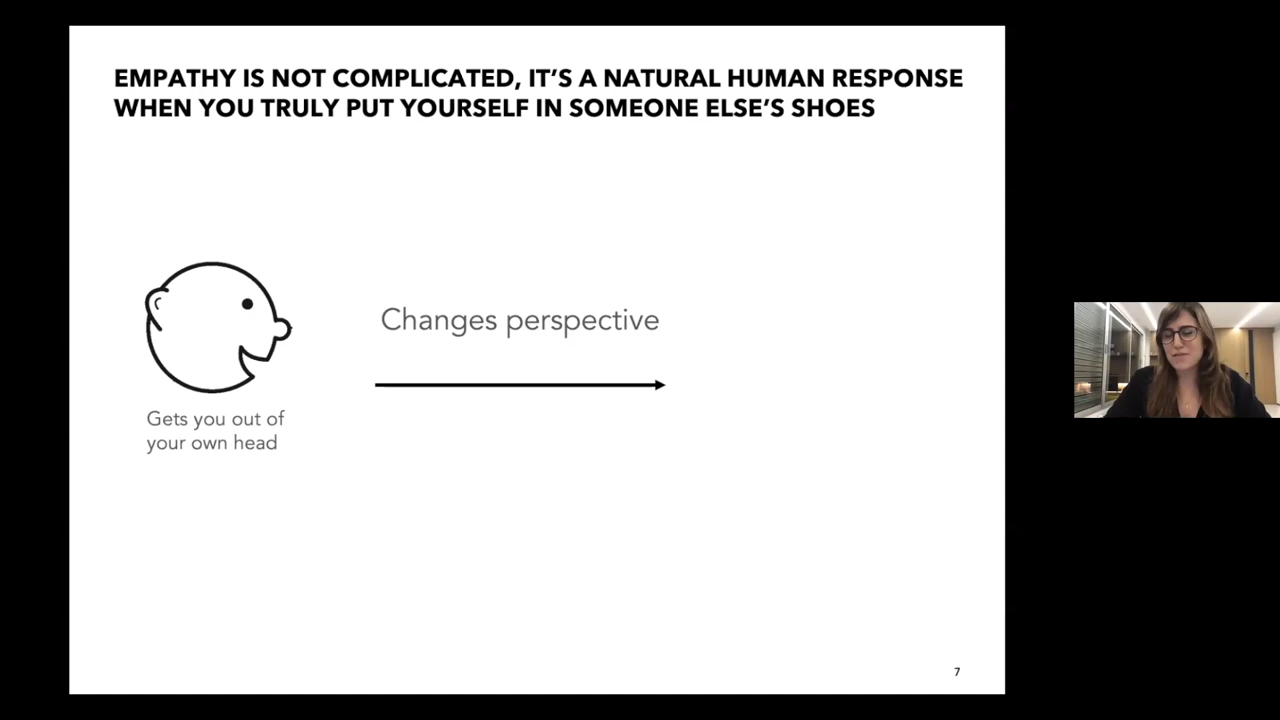 EMPATHY IS NOT COMPLICATED, IT’S A NATURAL HUMAN RESPONSE
WHEN YOU TRULY PUT YOURSELF IN SOMEONE ELSE’S SHOES
Changes perspective
Gets you out of
your own head
7